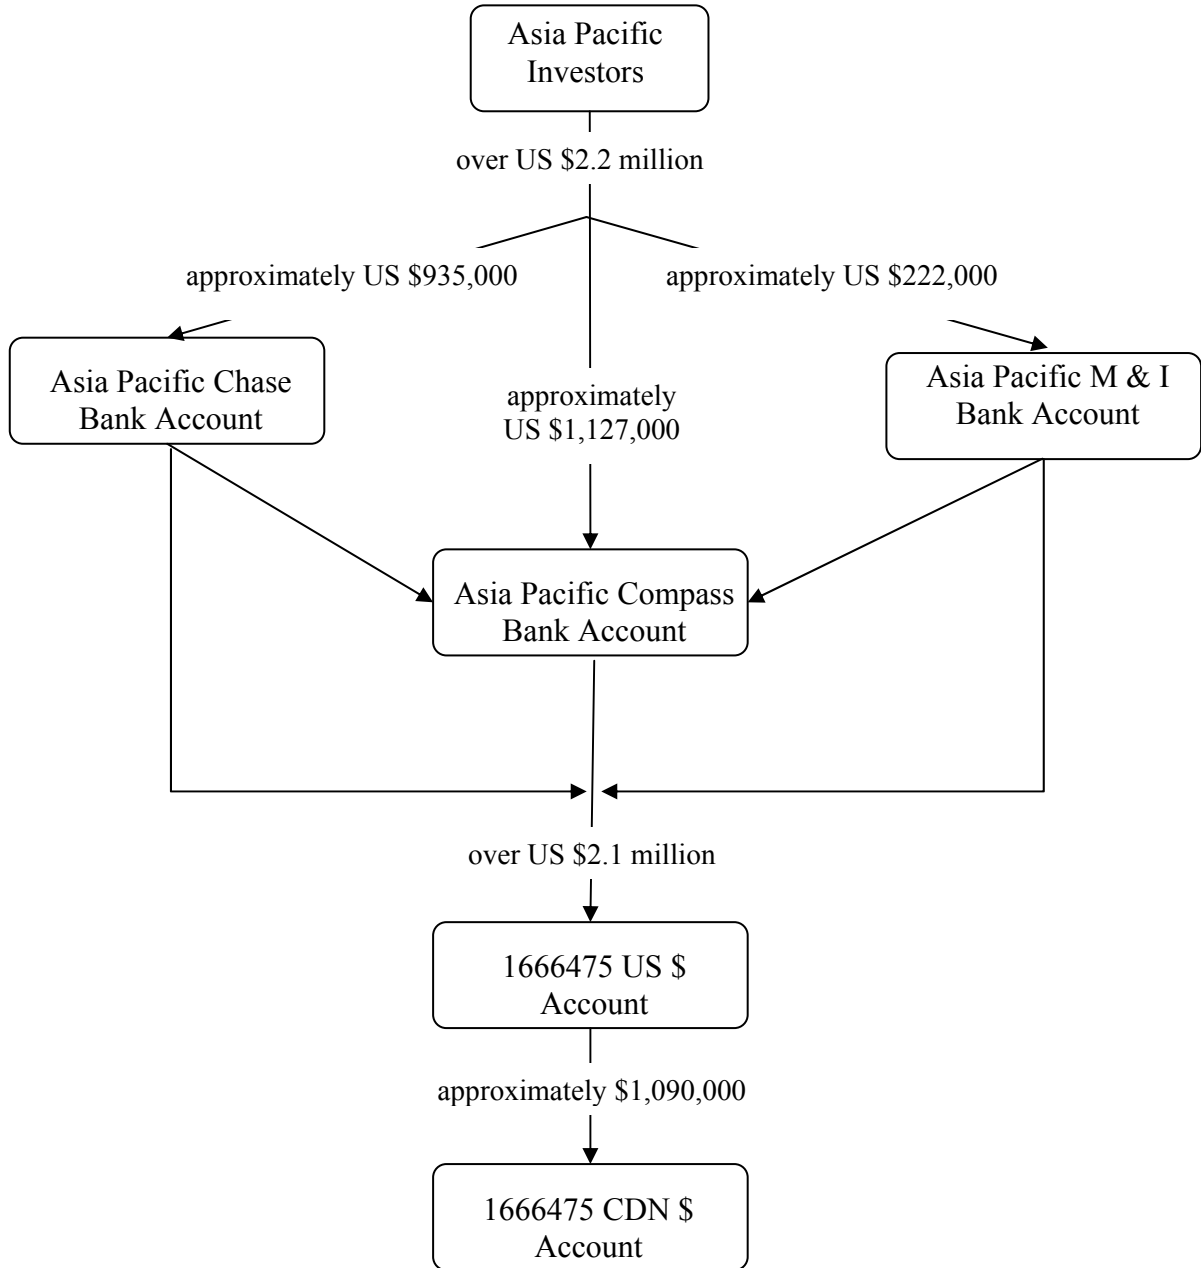 Asia Pacific
Investors
over US $2.2 million
approximately US $935,000
approximately US $222,000
Asia Pacific Chase
Bank Account
approximately
US $1,127,000
Asia Pacific M & I
Bank Account
Asia Pacific Compass
Bank Account
over US $2.1 million
1666475 US $
Account
approximately $1,090,000
1666475 CDN $
Account